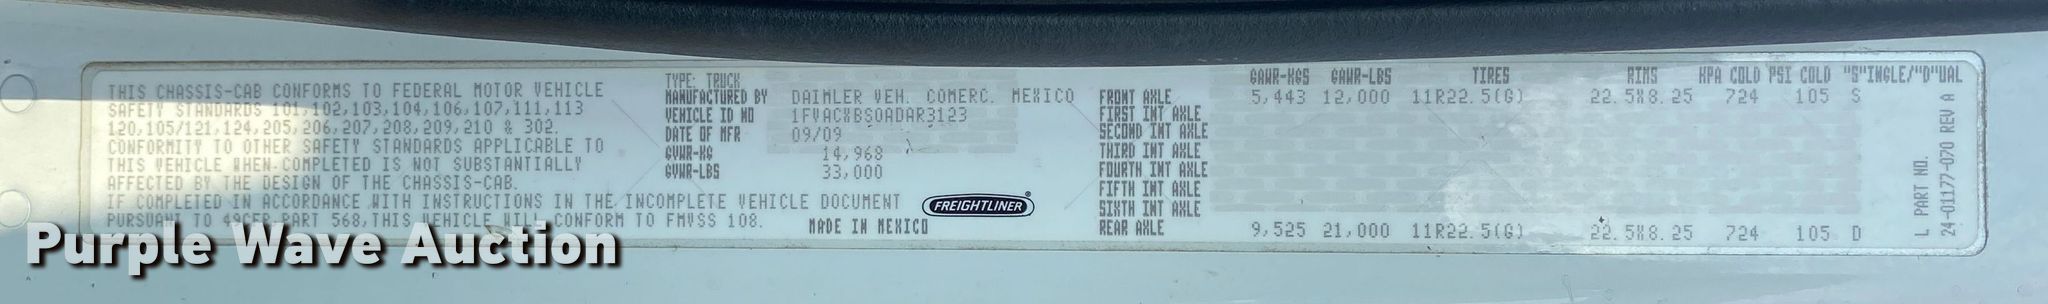 THIS CHASSIS-CAB CONFORMS TO FEDERAL MOTOR VEHICLE
SAFETY STANDARDS 101,102,103,104,106,107,111,113
120,105/121,124,205,206,207,208,209,210 & 302.
CONFORMITY TO OTHER SAFETY STANDARDS APPLICABLE TO
THIS VEHICLE WHEN COMPLETED IS NOT SUBSTANTIALLY
AFFECTED BY THE DESIGN OF THE CHASSIS-CAB.
IF COMPLETED IN ACCORDANCE WITH INSTRUCTIONS IN THE INCOMPLETE VEHICLE DOCUMENT
PURSUANT TO 49CFR PART 568,THIS VEHICLE WILL CONFORM TO FMVSS 108.
TYPE: TRUCK
MANUFACTURED BY DAIMLER VEH. COMERC. MEXICO
VEHICLE ID NO 1FVACXBS0ADAR3123
DATE OF MFR 09/09
GVWR-KG 14,968
GVWR-LBS 33,000
FREIGHTLINER®
MADE IN MEXICO
GAWR-KGS GAWR-LBS TIRES RIMS KPA COLD PSI COLD "S"INGLE/"D"UAL
FRONT AXLE 5,443 12,000 11R22.5(G) 22.5X8.25 724 105 S
FIRST INT AXLE
SECOND INT AXLE
THIRD INT AXLE
FOURTH INT AXLE
FIFTH INT AXLE
SIXTH INT AXLE
REAR AXLE 9,525 21,000 11R22.5(G) 22.5X8.25 724 105 D
L PART NO.
24-01177-070 REV A
Purple Wave Auction